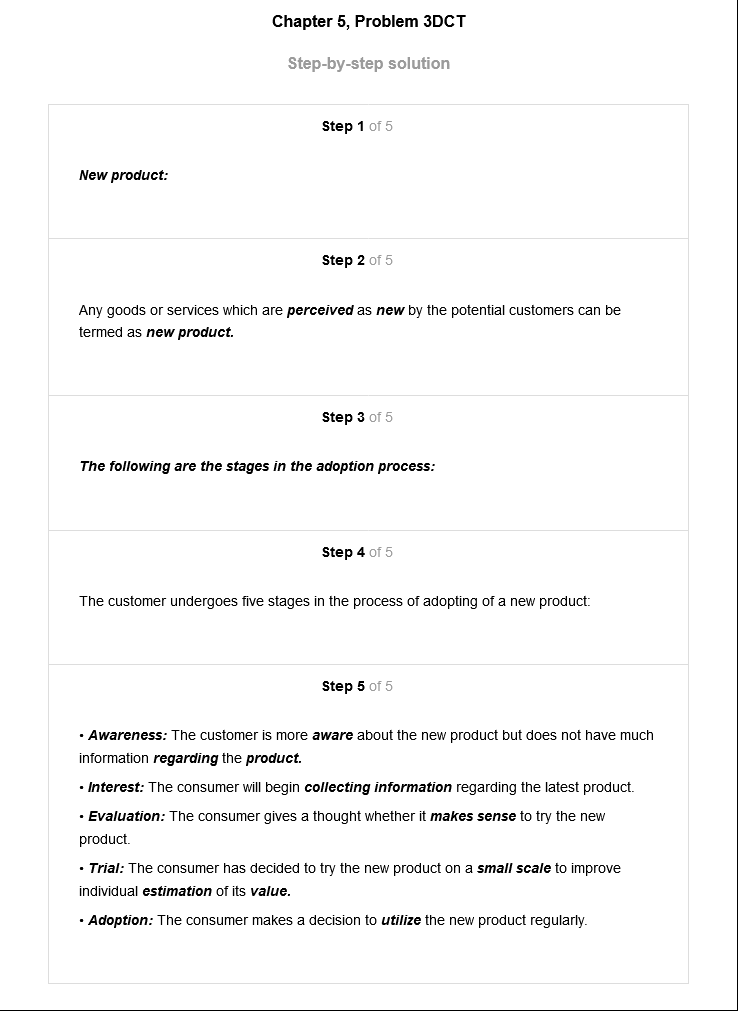 Chapter 5, Problem 3DCT
Step-by-step solution
Step 1 of 5
New product:
Step 2 of 5
Any goods or services which are perceived as new by the potential customers can be
termed as new product.
Step 3 of 5
The following are the stages in the adoption process:
Step 4 of 5
The customer undergoes five stages in the process of adopting of a new product:
Step 5 of 5
• Awareness: The customer is more aware about the new product but does not have much
information regarding the product.
• Interest: The consumer will begin collecting information regarding the latest product.
• Evaluation: The consumer gives a thought whether it makes sense to try the new
product.
• Trial: The consumer has decided to try the new product on a small scale to improve
individual estimation of its value.
• Adoption: The consumer makes a decision to utilize the new product regularly.